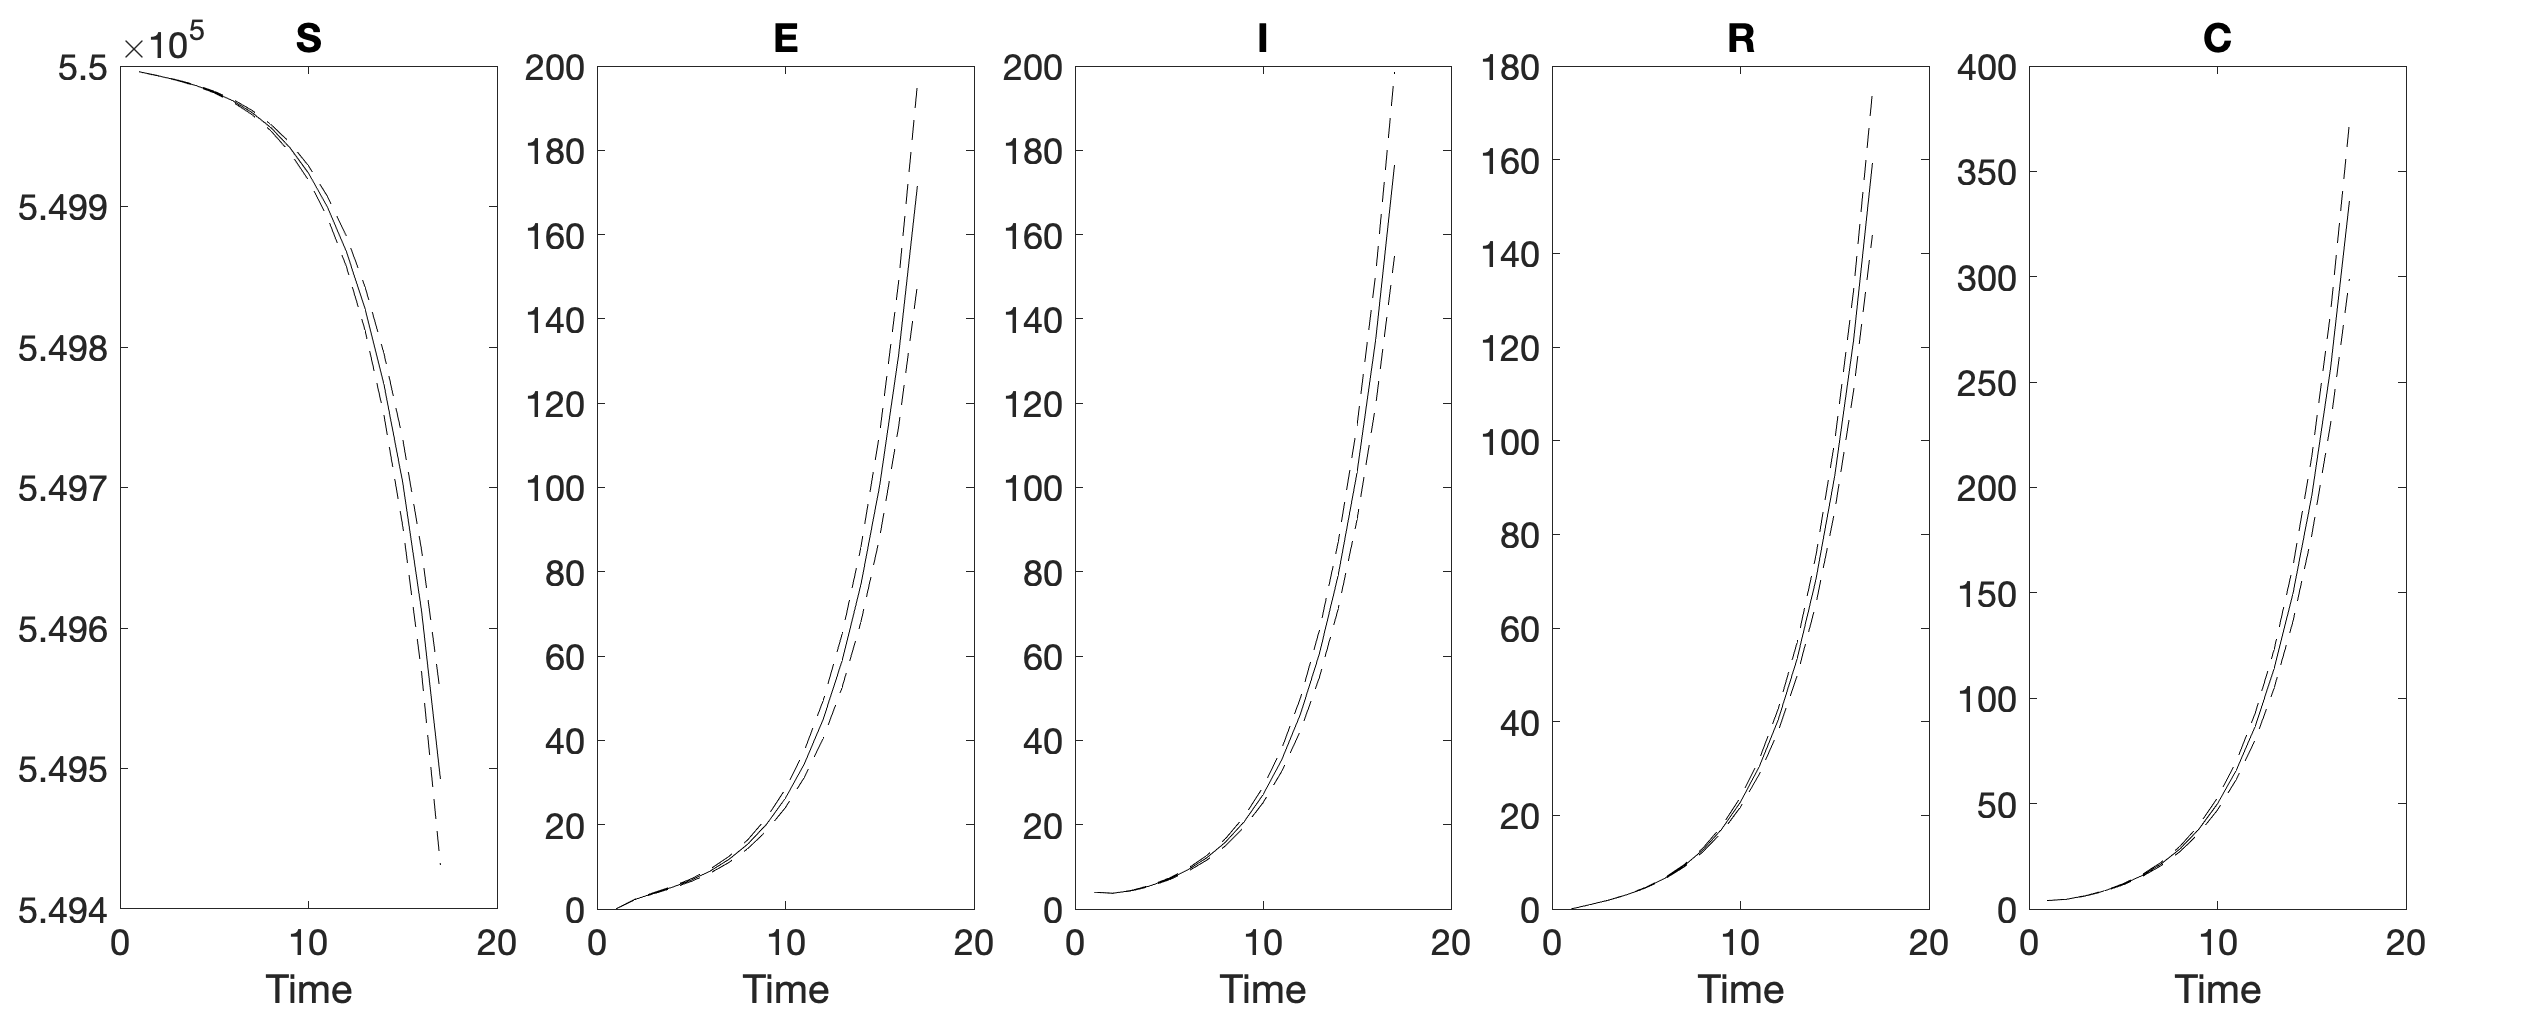 ×10^5 S E I R C
5.5 200 200 180 400
180 180 160 350
5.499 160 160 140 300
140 140 120 250
5.498 120 120 100 200
5.497 100 100 80 150
80 80 60 100
5.496 60 60 40 50
5.495 40 40 20
20 20
5.494 0 0 0 0
0 10 20 0 10 20 0 10 20 0 10 20 0 10 20
Time Time Time Time Time